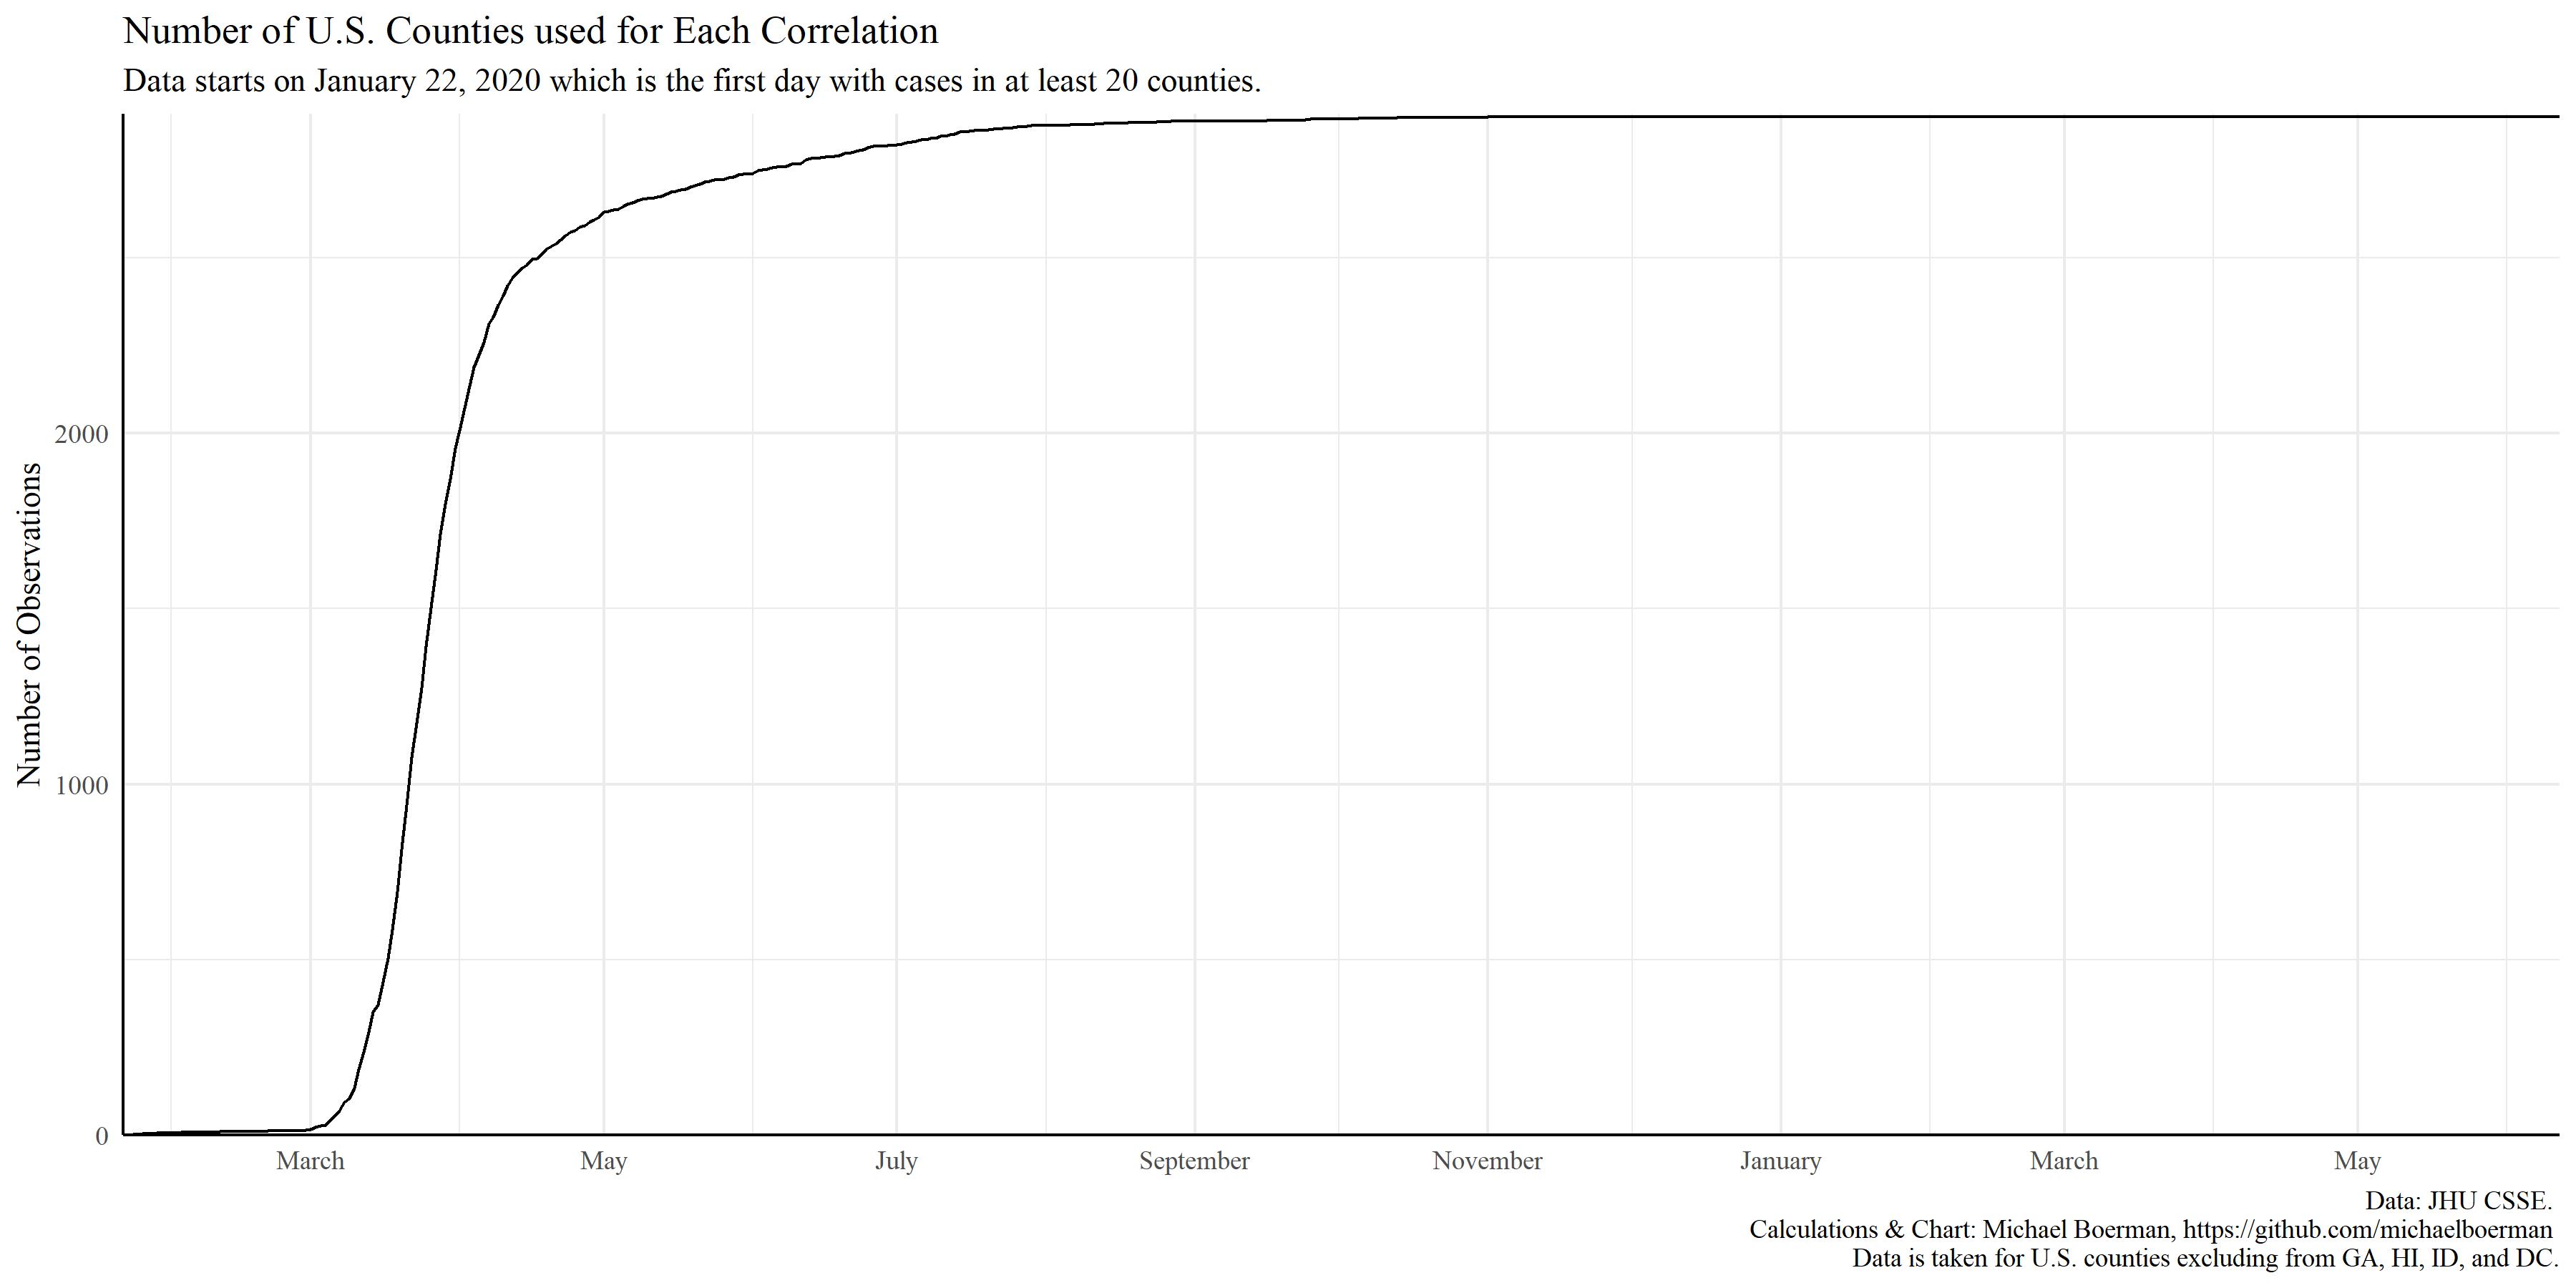 Number of U.S. Counties used for Each Correlation
Data starts on January 22, 2020 which is the first day with cases in at least 20 counties.
Number of Observations
2000
1000
0
March May July September November January March May
Data: JHU CSSE.
Calculations & Chart: Michael Boerman, https://github.com/michaelboerman
Data is taken for U.S. counties excluding from GA, HI, ID, and DC.